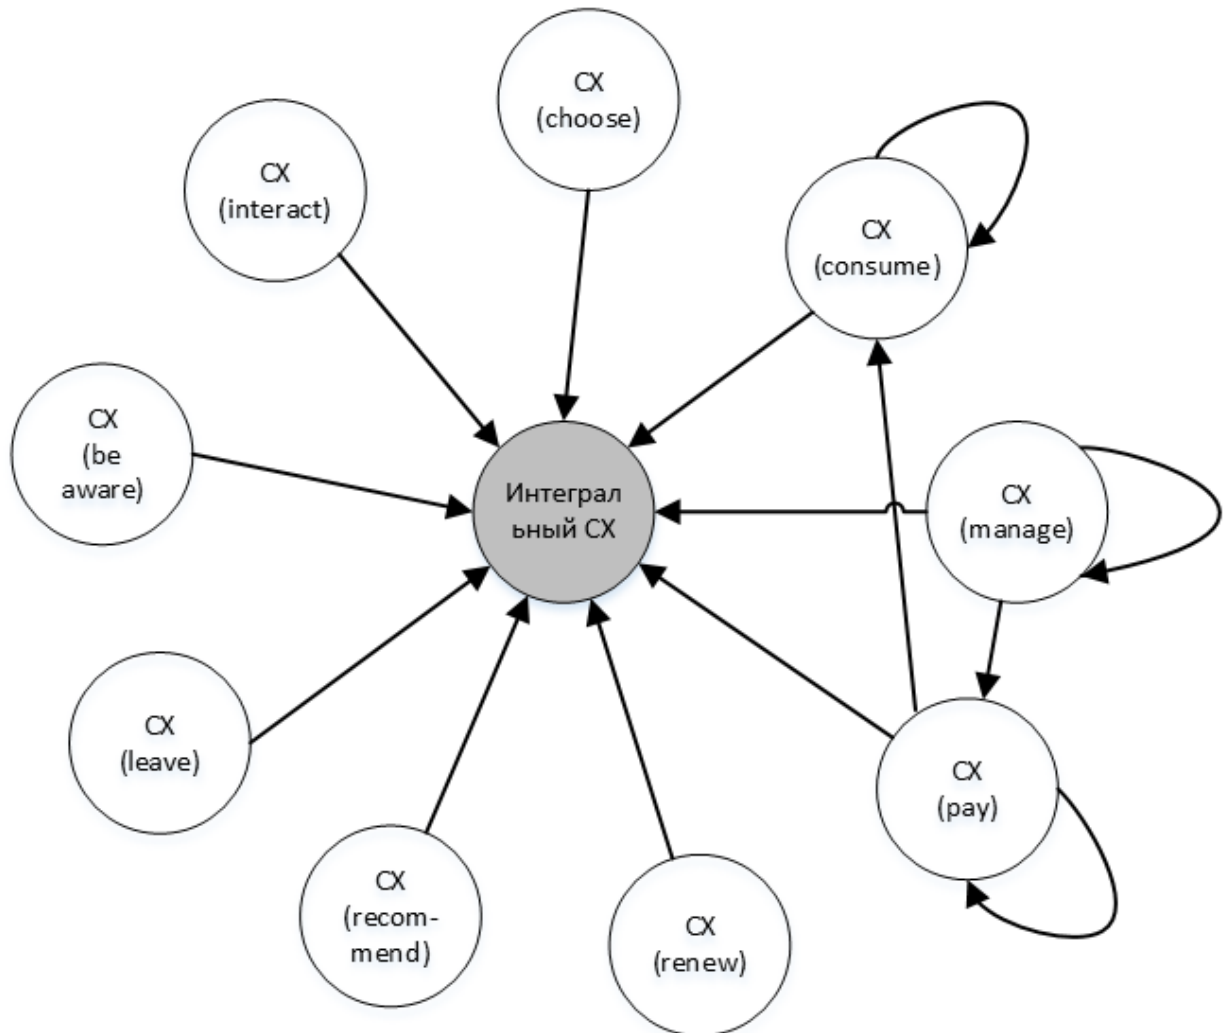 CX
(choose)
CX
(interact)
CX
(consume)
CX
(be
aware)
Интеграл
ьный CX
CX
(manage)
CX
(leave)
CX
(pay)
CX
(recom-
mend)
CX
(renew)